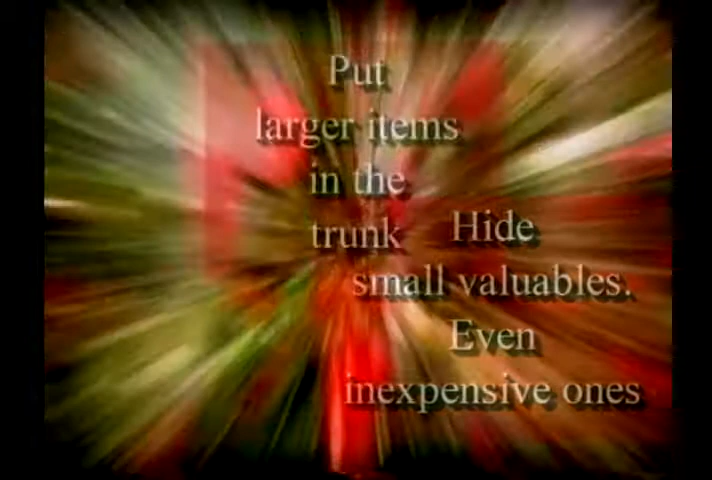 Put
larger items
in the
trunk
Hide
small valuables.
Even
inexpensive ones